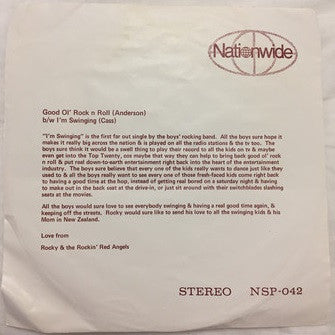 Nationwide
Good Ol' Rock n Roll (Anderson)
b/w I'm Swinging (Cass)
"I'm Swinging" is the first far out single by the boys' rocking band. All the boys sure hope it
makes it really big across the nation & is played on all the radio stations & the tv too. The
boys sure think it would be a swell thing to play their record to all the kids on tv & maybe
even get into the Top Twenty, cos maybe that way they can help to bring back good ol' rock
n roll & put real down-to-earth entertainment right back into the heart of the entertainment
industry. The boys sure believe that every one of the kids really wants to dance just like they
used to & all the boys really want to see every one of those fresh-faced kids come right back
to having a good time at the hop, instead of getting real bored on a saturday night & having
to make out in the back seat at the drive-in, or just sit around with their switchblades slashing
seats at the movies.
All the boys would sure love to see everybody swinging & having a real good time again, &
keeping off the streets. Rocky would sure like to send his love to all the swinging kids & his
Mom in New Zealand.
Love from
Rocky & the Rockin' Red Angels
STEREO NSP-042